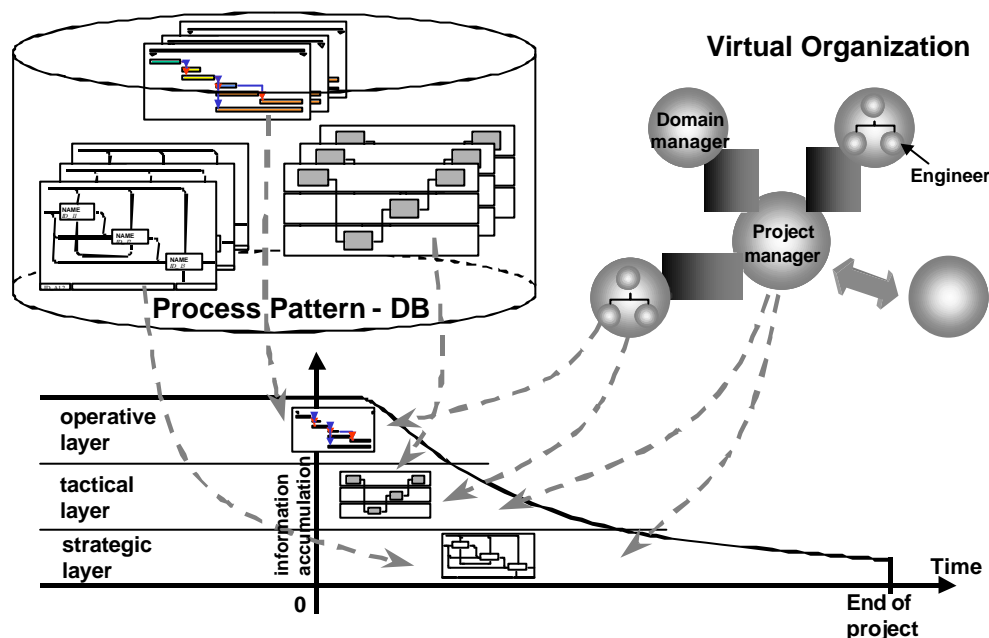 Virtual Organization
Domain
manager
Engineer
Project
manager
NAME
NAME
NAME
Process Pattern - DB
operative
layer
tactical
layer
strategic
layer
information
accumulation
0
Time
End of
project